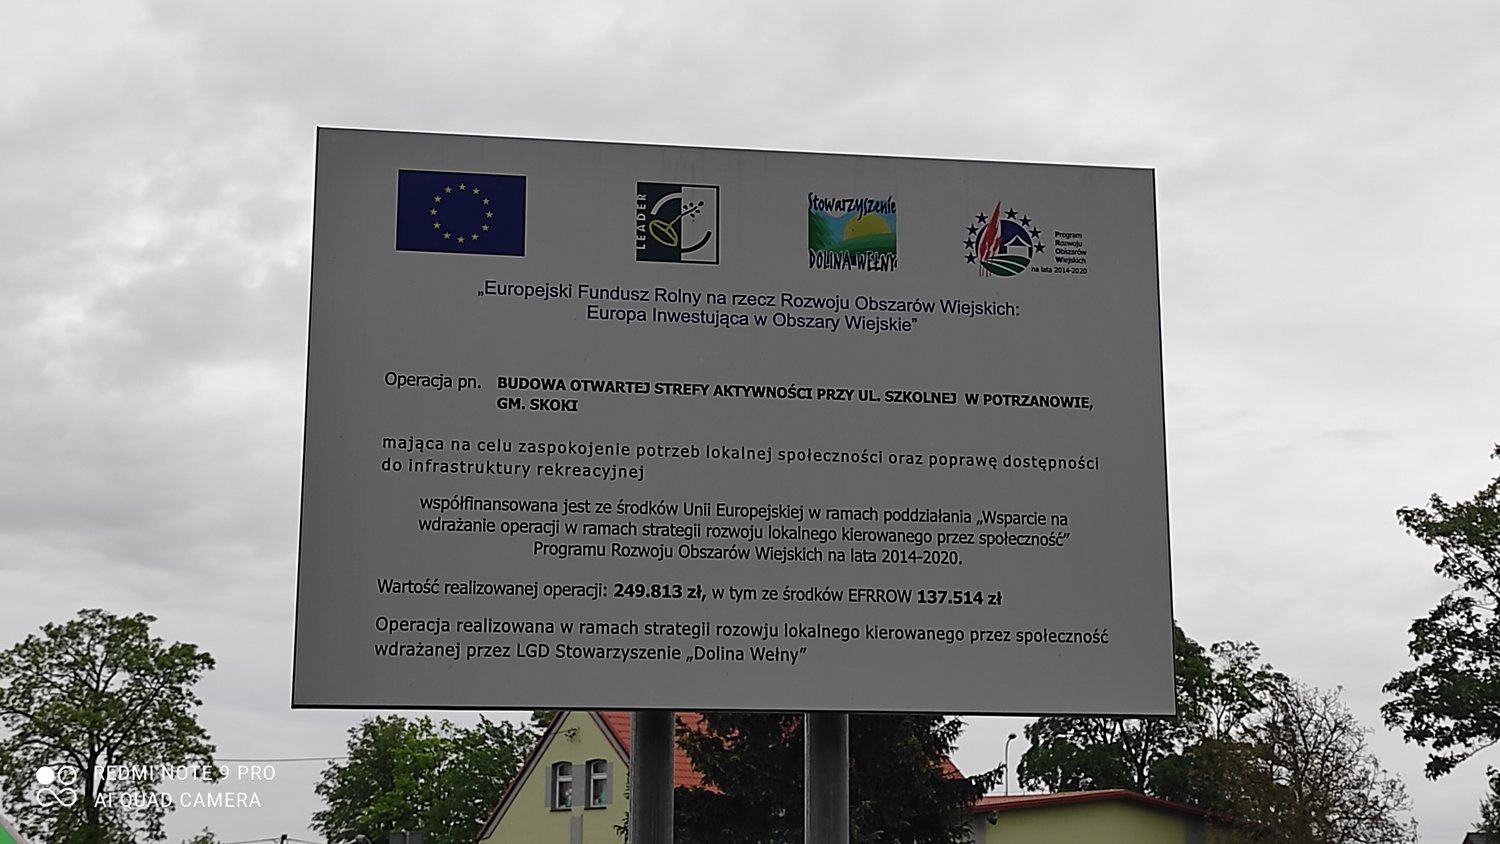 LEADER
Stowarzyszenie
DOLINA WEŁNY
Program
Rozwoju
Obszarów
Wiejskich
na lata 2014-2020
„Europejski Fundusz Rolny na rzecz Rozwoju Obszarów Wiejskich:
Europa Inwestująca w Obszary Wiejskie”
Operacja pn. BUDOWA OTWARTEJ STREFY AKTYWNOŚCI PRZY UL. SZKOLNEJ W POTRZANOWIE,
GM. SKOKI
mająca na celu zaspokojenie potrzeb lokalnej społeczności oraz poprawę dostępności
do infrastruktury rekreacyjnej
współfinansowana jest ze środków Unii Europejskiej w ramach poddziałania „Wsparcie na
wdrażanie operacji w ramach strategii rozwoju lokalnego kierowanego przez społeczność”
Programu Rozwoju Obszarów Wiejskich na lata 2014-2020.
Wartość realizowanej operacji: 249.813 zł, w tym ze środków EFRROW 137.514 zł
Operacja realizowana w ramach strategii rozowju lokalnego kierowanego przez społeczność
wdrażanej przez LGD Stowarzyszenie „Dolina Wełny”
REDMI NOTE 9 PRO
AI QUAD CAMERA